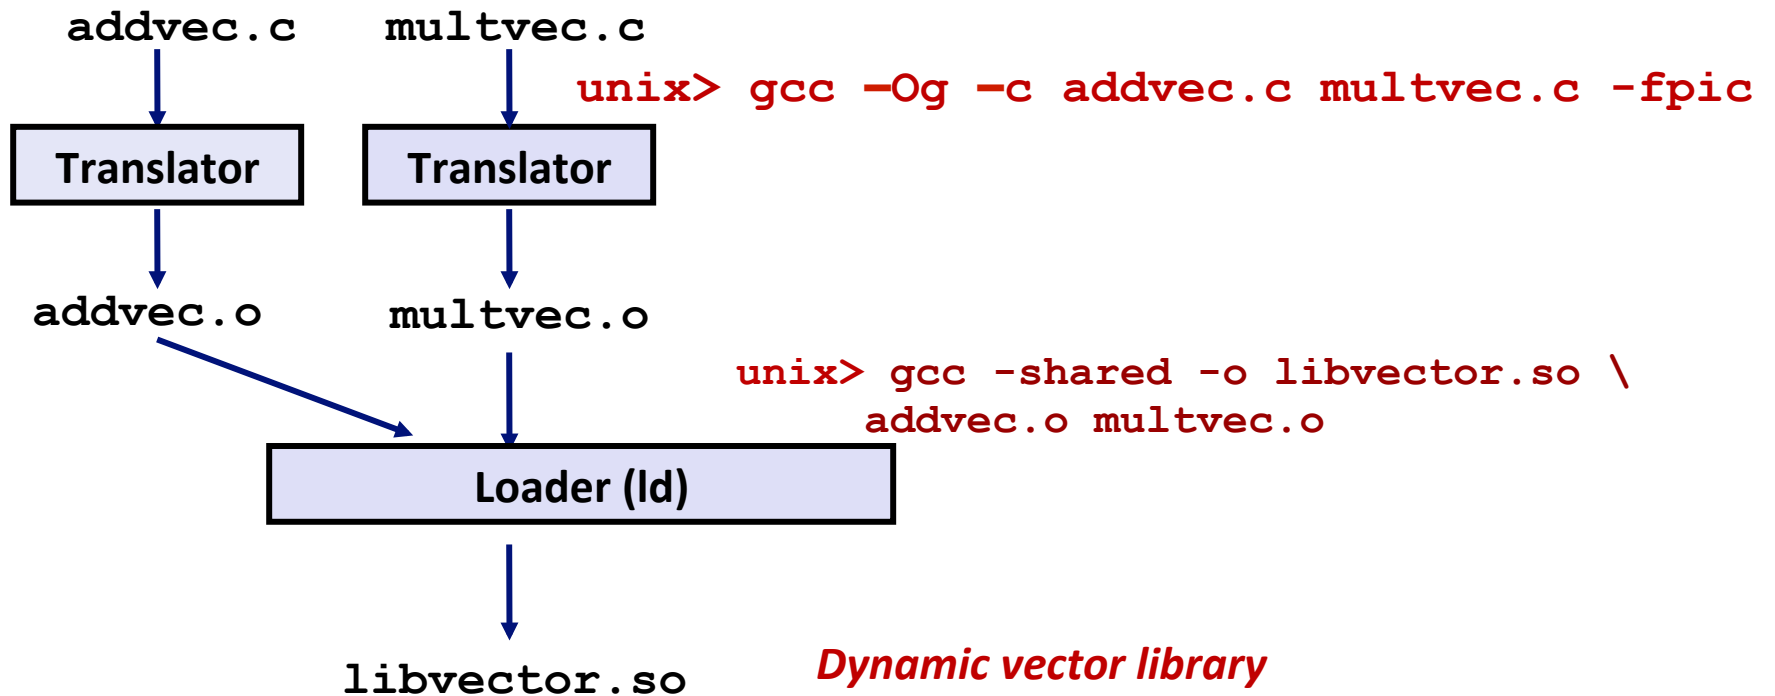 addvec.c multvec.c
unix> gcc –Og –c addvec.c multvec.c -fpic
Translator Translator
addvec.o multvec.o
unix> gcc -shared -o libvector.so \
addvec.o multvec.o
Loader (ld)
libvector.so
Dynamic vector library